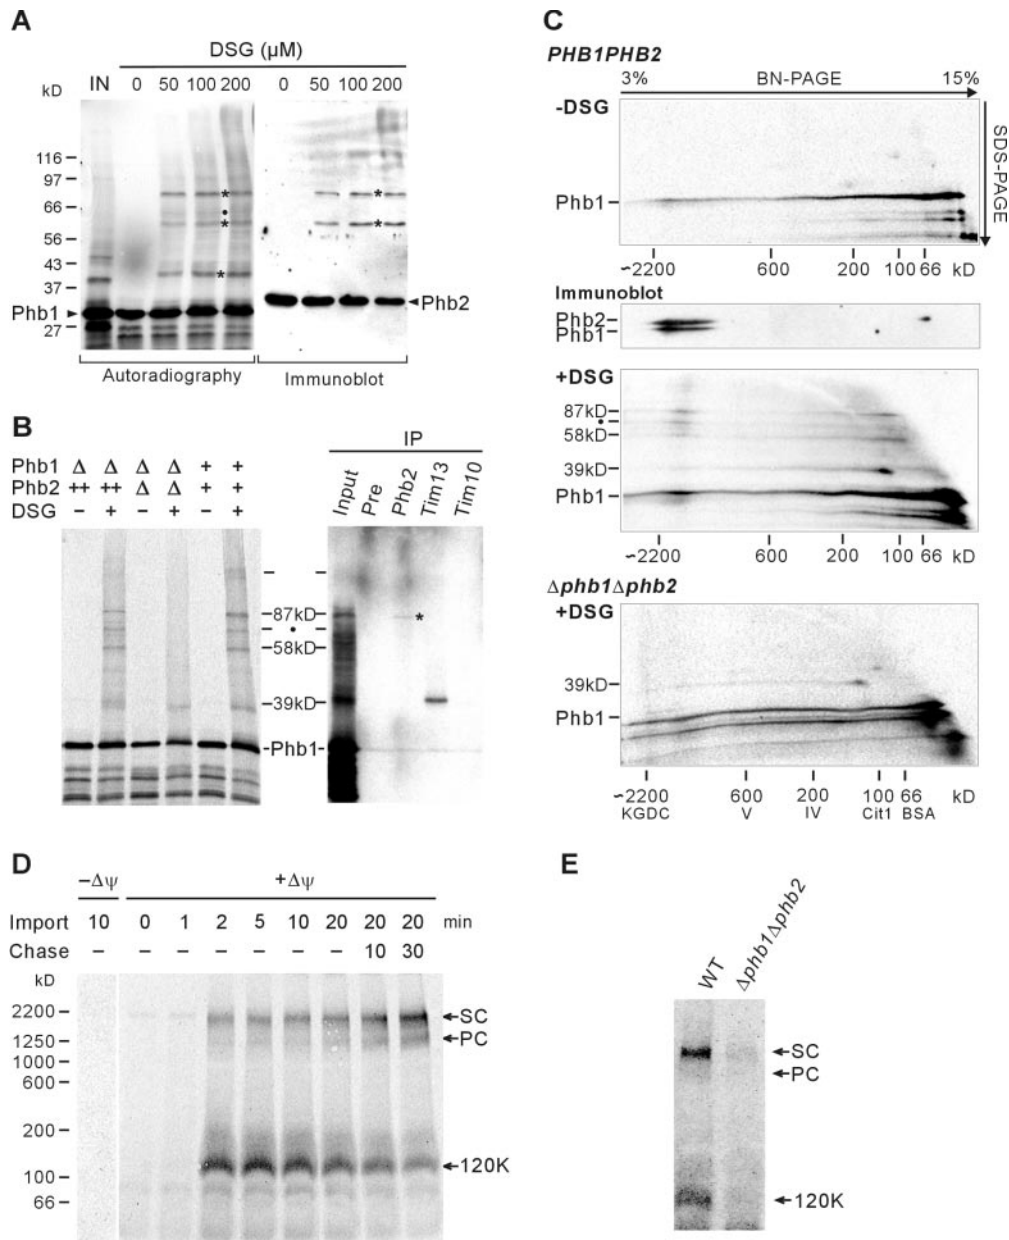 A
DSG (µM)
IN 0 50 100 200 0 50 100 200
kD
116
97
66
56
43
37
27
*
•
*
*
*
*
Phb1
Phb2
Autoradiography
Immunoblot
B
Phb1 Δ Δ Δ Δ + +
Phb2 ++ ++ Δ Δ + +
DSG – + – + – +
87kD
•
58kD
39kD
Phb1
IP
Input
Pre
Phb2
Tim13
Tim10
*
C
PHB1PHB2
3% BN-PAGE 15%
-DSG
SDS-PAGE
Phb1
~2200 600 200 100 66 kD
Immunoblot
Phb2
Phb1
+DSG
87kD
•
58kD
39kD
Phb1
~2200 600 200 100 66 kD
Δphb1Δphb2
+DSG
39kD
Phb1
~2200 600 200 100 66 kD
KGDC V IV Cit1 BSA
D
–Δψ +Δψ
Import 10 0 1 2 5 10 20 20 20 min
Chase – – – – – – – 10 30
kD
2200
1250
1000
600
200
100
66
SC
PC
120K
E
WT
Δphb1Δphb2
SC
PC
120K